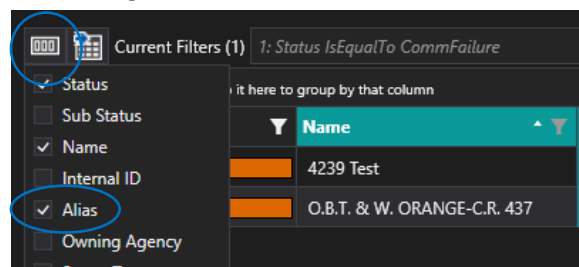 Current Filters (1) 1: Status IsEqualTo CommFailure
Status
it here to group by that column
Sub Status
Name
Name
Internal ID
4239 Test
Alias
O.B.T. & W. ORANGE-C.R. 437
Owning Agency